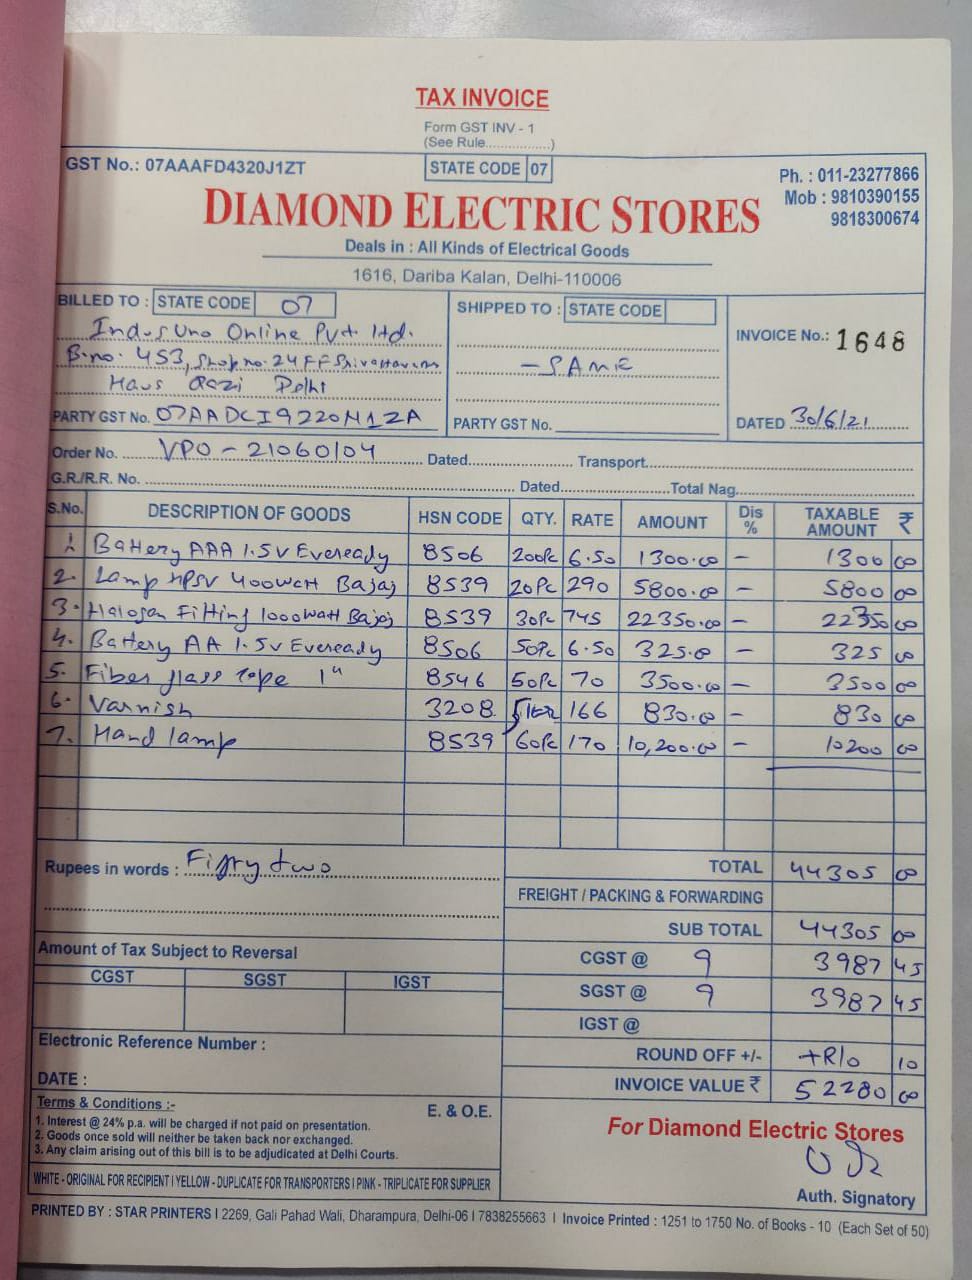 TAX INVOICE
Form GST INV - 1
(See Rule................)
GST No.: 07AAAFD4320J1ZT
STATE CODE 07
Ph. : 011-23277866
Mob : 9810390155
9818300674
DIAMOND ELECTRIC STORES
Deals in : All Kinds of Electrical Goods
1616, Dariba Kalan, Delhi-110006
BILLED TO : STATE CODE 07
IndusUno Online Pvt. ltd.
B.no. 453, Shop no. 24 FF
Haus Qazi Delhi
PARTY GST No. 07AADCI9220M1ZA
SHIPPED TO : STATE CODE
- SAME
PARTY GST No.
INVOICE No.: 1648
DATED 30/6/21
Order No. VPO - 21060104 Dated.................... Transport
G.R./R.R. No. Dated....................Total Nag.
S.No. DESCRIPTION OF GOODS HSN CODE QTY. RATE AMOUNT Dis % TAXABLE AMOUNT ₹
1. Battery AAA 1.5V Eveready 8506 200Pc 6.50 1300.00 - 1300 00
2. Lamp HPSV 400watt Bajaj 8539 20Pc 290 5800.00 - 5800 00
3. Halogan Fitting 1000watt Bajaj 8539 30Pc 745 22350.00 - 22350 00
4. Battery AA 1.5V Eveready 8506 50Pc 6.50 325.0 - 325 00
5. Fiber glass tape 1" 8546 50Pc 70 3500.00 - 3500 00
6. Varnish 3208 5 166 830.00 - 830 00
7. Hand lamp 8539 60Pc 170 10,200.00 - 10200 00
Rupees in words : Fifty two
TOTAL 44305 00
FREIGHT / PACKING & FORWARDING
SUB TOTAL 44305 00
Amount of Tax Subject to Reversal
CGST SGST IGST
CGST @ 9 3987 45
SGST @ 9 3987 45
IGST @
Electronic Reference Number :
DATE :
ROUND OFF +/- +R/o 10
INVOICE VALUE ₹ 52280 00
Terms & Conditions :-
E. & O.E.
1. Interest @ 24% p.a. will be charged if not paid on presentation.
2. Goods once sold will neither be taken back nor exchanged.
3. Any claim arising out of this bill is to be adjudicated at Delhi Courts.
For Diamond Electric Stores
Auth. Signatory
WHITE - ORIGINAL FOR RECIPIENT I YELLOW - DUPLICATE FOR TRANSPORTERS I PINK - TRIPLICATE FOR SUPPLIER
PRINTED BY : STAR PRINTERS I 2269, Gali Pahad Wali, Dharampura, Delhi-06 I 7838255663 I Invoice Printed : 1251 to 1750 No. of Books - 10 (Each Set of 50)